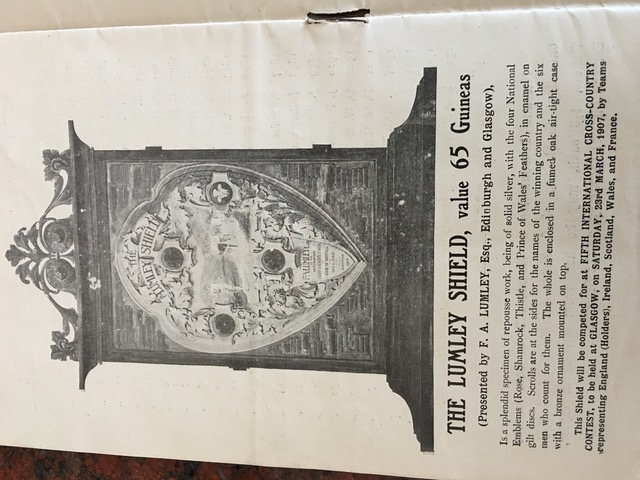 THE
LUMLEY SHIELD
THE LUMLEY SHIELD, value 65 Guineas
(Presented by F. A. LUMLEY, Esq., Edinburgh and Glasgow),
Is a splendid specimen of repousse work, being of solid silver, with the four National
Emblems (Rose, Shamrock, Thistle, and Prince of Wales' Feathers), in enamel on
gilt discs. Scrolls are at the sides for the names of the winning country and the six
men who count for them. The whole is enclosed in a fumed oak air-tight case
with a bronze ornament mounted on top.
This Shield will be competed for at FIFTH INTERNATIONAL CROSS-COUNTRY
CONTEST, to be held at GLASGOW, on SATURDAY, 23rd MARCH, 1907, by Teams
representing England (Holders), Ireland, Scotland, Wales, and France.